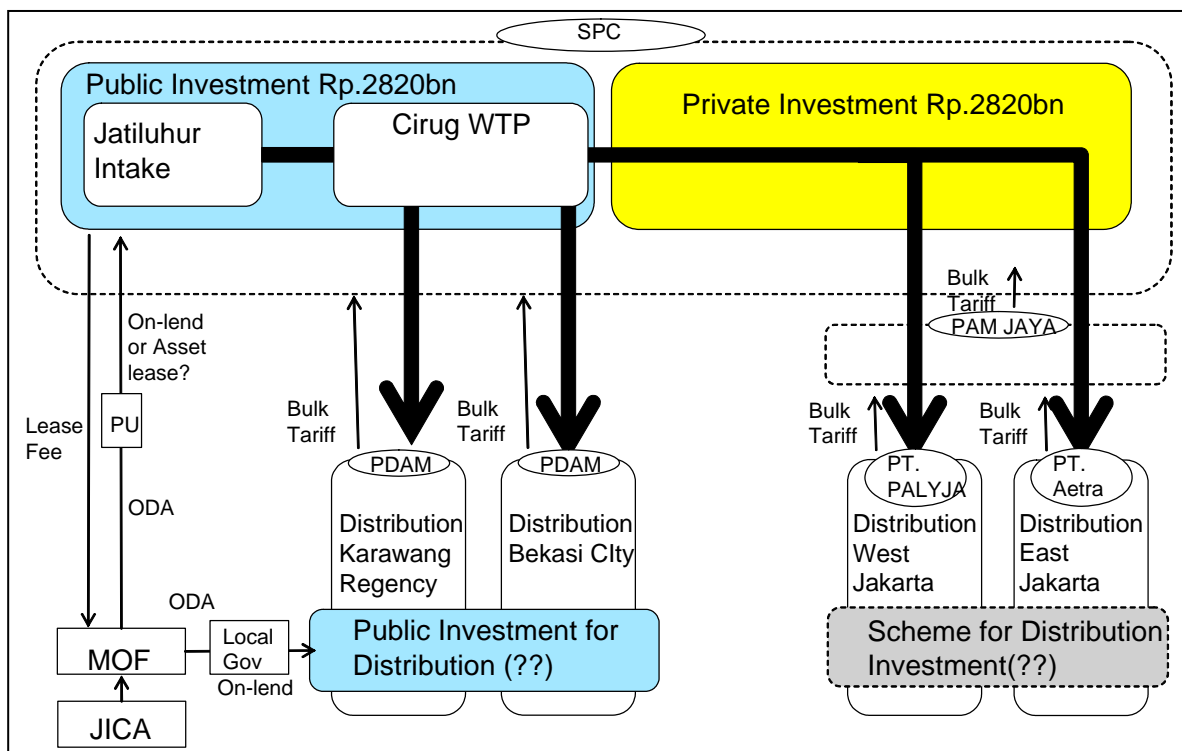 SPC
Public Investment Rp.2820bn
Private Investment Rp.2820bn
Jatiluhur
Intake
Cirug WTP
On-lend
or Asset
lease?
Bulk
Tariff
PAM JAYA
Lease
Fee
PU
Bulk
Tariff
Bulk
Tariff
Bulk
Tariff
Bulk
Tariff
PDAM
PDAM
PT.
PALYJA
PT.
Aetra
ODA
Distribution
Karawang
Regency
Distribution
Bekasi CIty
Distribution
West
Jakarta
Distribution
East
Jakarta
ODA
MOF
Local
Gov
On-lend
Public Investment for
Distribution (??)
Scheme for Distribution
Investment(??)
JICA